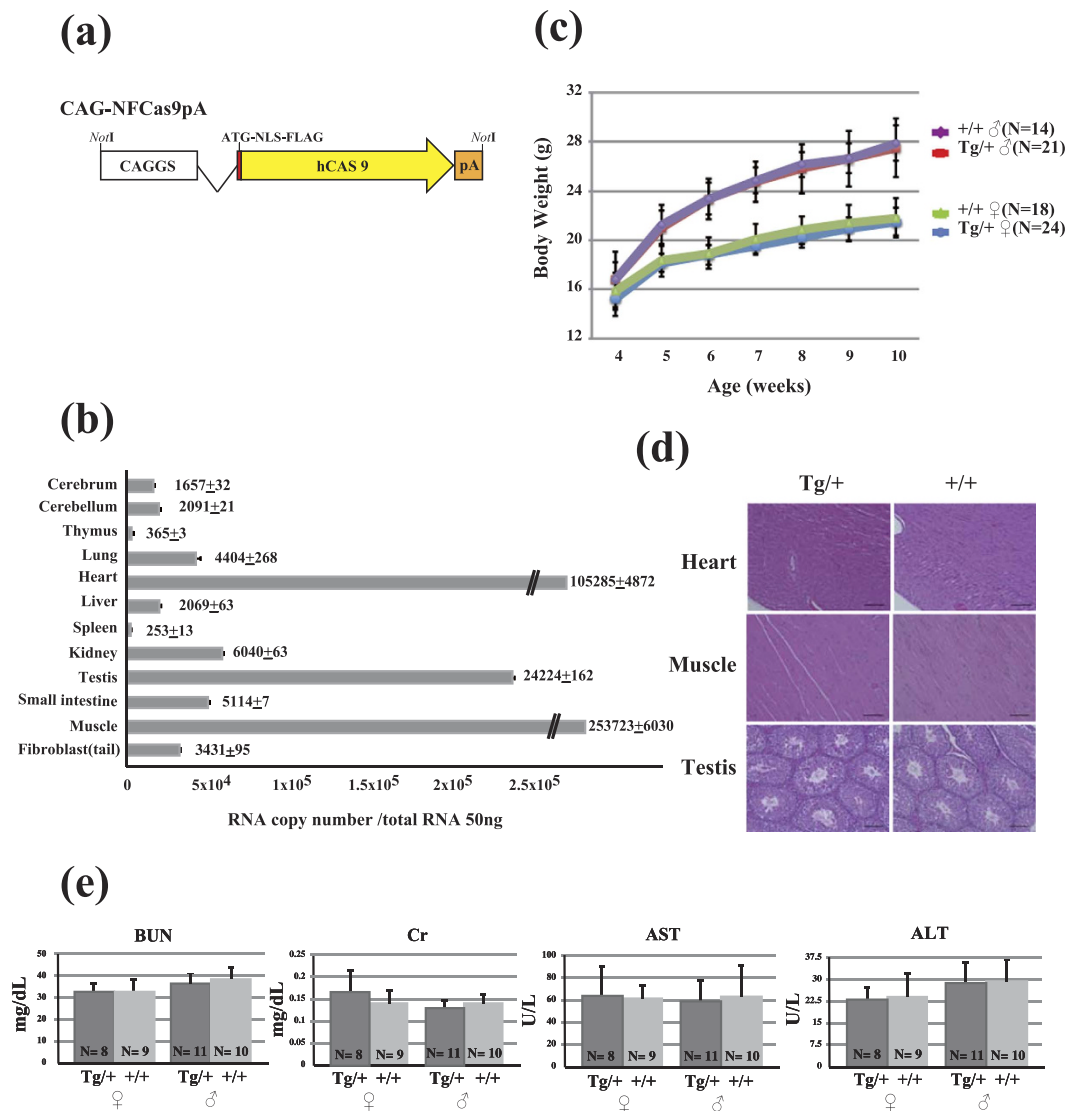 (a)
CAG-NFCas9pA
NotI
ATG-NLS-FLAG
NotI
CAGGS
hCAS 9
pA
(c)
Body Weight (g)
28
24
20
16
12
4 5 6 7 8 9 10
Age (weeks)
+/+ ♂(N=14)
Tg/+ ♂(N=21)
+/+ ♀(N=18)
Tg/+ ♀(N=24)
(b)
Cerebrum 1657±32
Cerebellum 2091±21
Thymus 365±3
Lung 4404±268
Heart 105285±4872
Liver 2069±63
Spleen 253±13
Kidney 6040±63
Testis 24224±162
Small intestine 5114±7
Muscle 253723±6030
Fibroblast(tail) 3431±95
0 5x10⁴ 1x10⁵ 1.5x10⁵ 2x10⁵ 2.5x10⁵
RNA copy number /total RNA 50ng
(d)
Tg/+ +/+
Heart
Muscle
Testis
(e)
BUN
mg/dL
50
40
30
20
10
0
N= 8 N= 9 N= 11 N= 10
Tg/+ +/+ Tg/+ +/+
♀ ♂
Cr
mg/dL
0.25
0.2
0.15
0.1
0.05
0
N= 8 N= 9 N= 11 N= 10
Tg/+ +/+ Tg/+ +/+
♀ ♂
AST
U/L
100
80
60
40
20
0
N= 8 N= 9 N= 11 N= 10
Tg/+ +/+ Tg/+ +/+
♀ ♂
ALT
U/L
37.5
30
22.5
15
7.5
0
N= 8 N= 9 N= 11 N= 10
Tg/+ +/+ Tg/+ +/+
♀ ♂